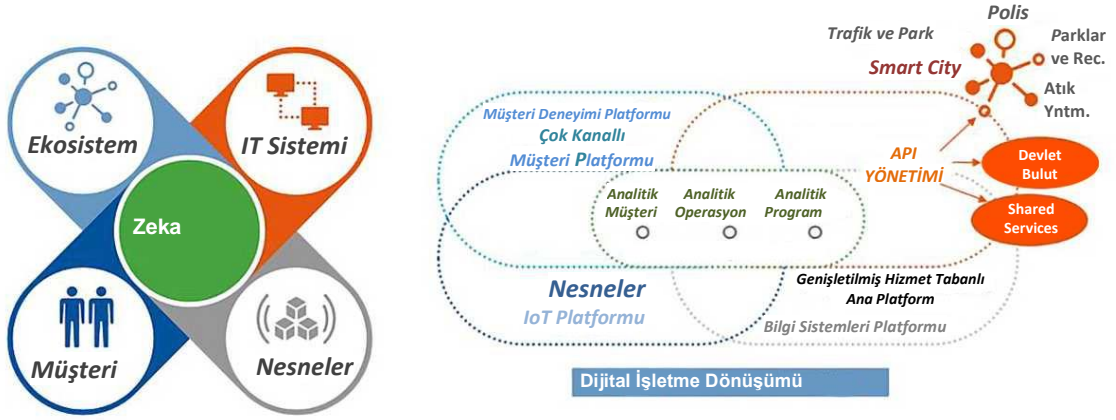 Ekosistem
IT Sistemi
Zeka
Müşteri
Nesneler
Polis
Trafik ve Park
Parklar
ve Rec.
Smart City
Atık
Yntm.
Müşteri Deneyimi Platformu
Çok Kanallı
Müşteri Platformu
API
YÖNETİMİ
Devlet
Bulut
Shared
Services
Analitik
Müşteri
Analitik
Operasyon
Analitik
Program
Nesneler
IoT Platformu
Genişletilmiş Hizmet Tabanlı
Ana Platform
Bilgi Sistemleri Platformu
Dijital İşletme Dönüşümü